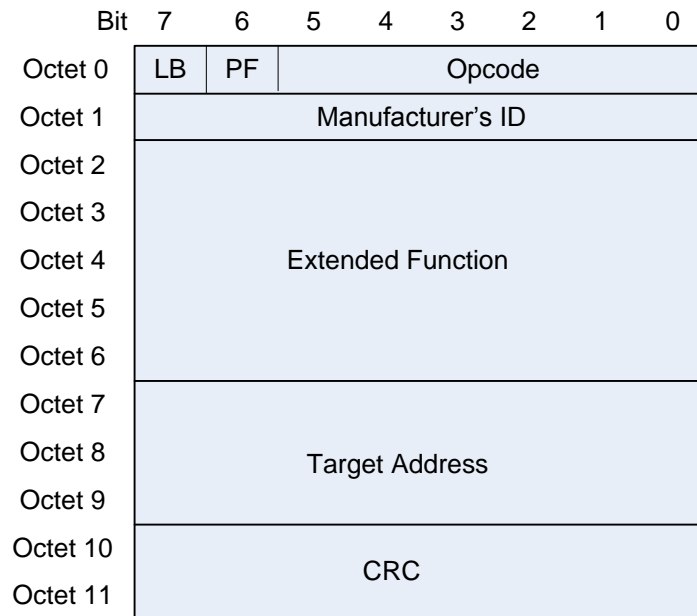 Bit 7 6 5 4 3 2 1 0
Octet 0 LB PF Opcode
Octet 1 Manufacturer's ID
Octet 2
Octet 3
Octet 4 Extended Function
Octet 5
Octet 6
Octet 7
Octet 8 Target Address
Octet 9
Octet 10
CRC
Octet 11